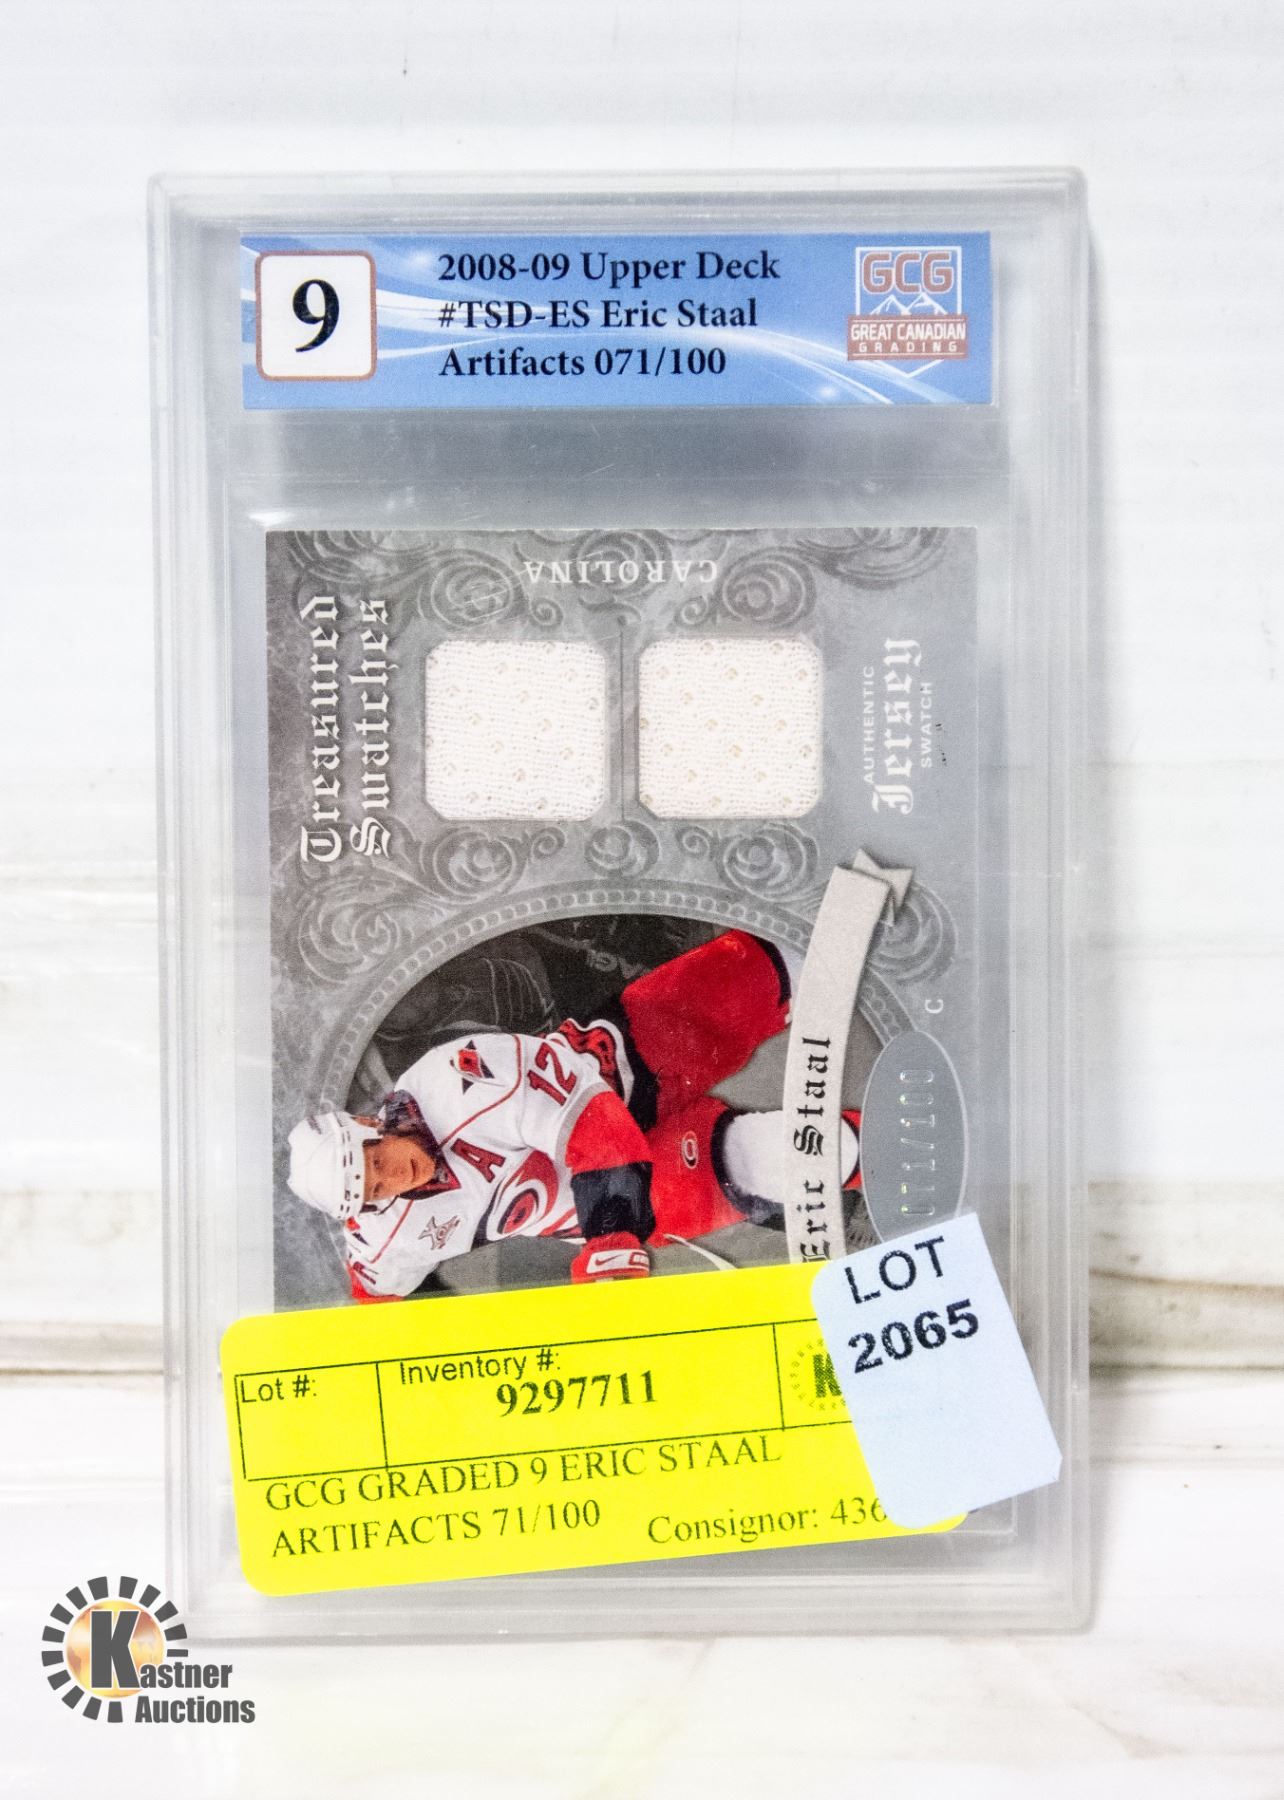 9
2008-09 Upper Deck
#TSD-ES Eric Staal
Artifacts 071/100
GCG
GREAT CANADIAN
GRADING
CAROLINA
Treasured
Swatches
AUTHENTIC
Jersey
SWATCH
12
A
Eric Staal
C
071/100
LOT
2065
Lot #:
Inventory #:
9297711
K
GCG GRADED 9 ERIC STAAL
ARTIFACTS 71/100
Consignor: 436
Kastner
Auctions